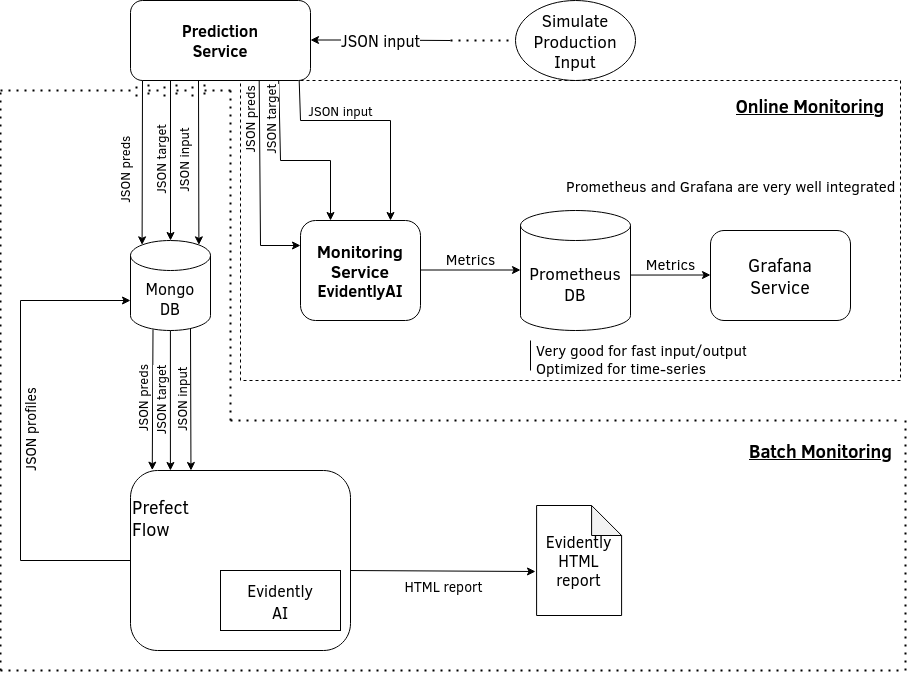 Prediction
Service
JSON input
Simulate
Production
Input
Online Monitoring
JSON preds
JSON target
JSON input
JSON preds
JSON target
JSON input
Prometheus and Grafana are very well integrated
Monitoring
Service
EvidentlyAI
Metrics
Prometheus
DB
Metrics
Grafana
Service
Mongo
DB
Very good for fast input/output
Optimized for time-series
JSON profiles
JSON preds
JSON target
JSON input
Batch Monitoring
Prefect
Flow
Evidently
AI
HTML report
Evidently
HTML
report